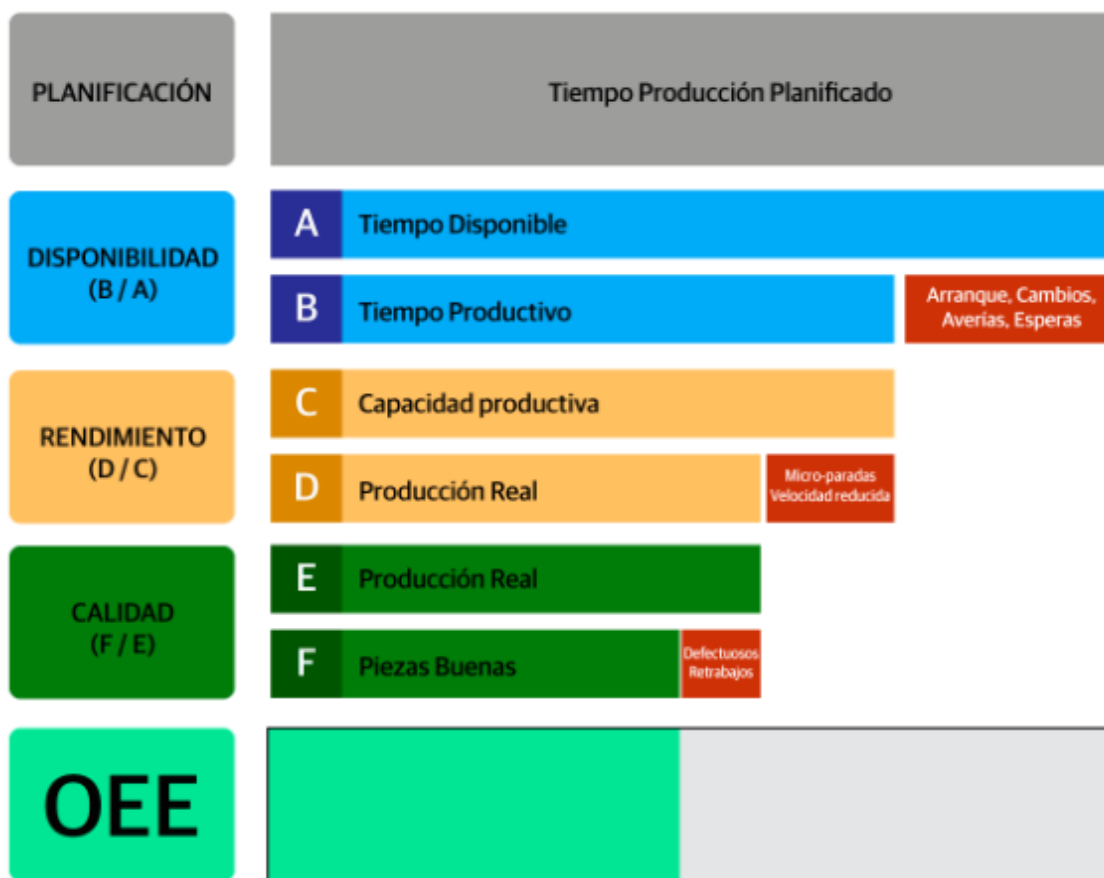 PLANIFICACIÓN
Tiempo Producción Planificado
DISPONIBILIDAD
(B / A)
A
Tiempo Disponible
B
Tiempo Productivo
Arranque, Cambios,
Averías, Esperas
RENDIMIENTO
(D / C)
C
Capacidad productiva
D
Producción Real
Micro-paradas
Velocidad reducida
CALIDAD
(F / E)
E
Producción Real
F
Piezas Buenas
Defectuosos
Retrabajos
OEE